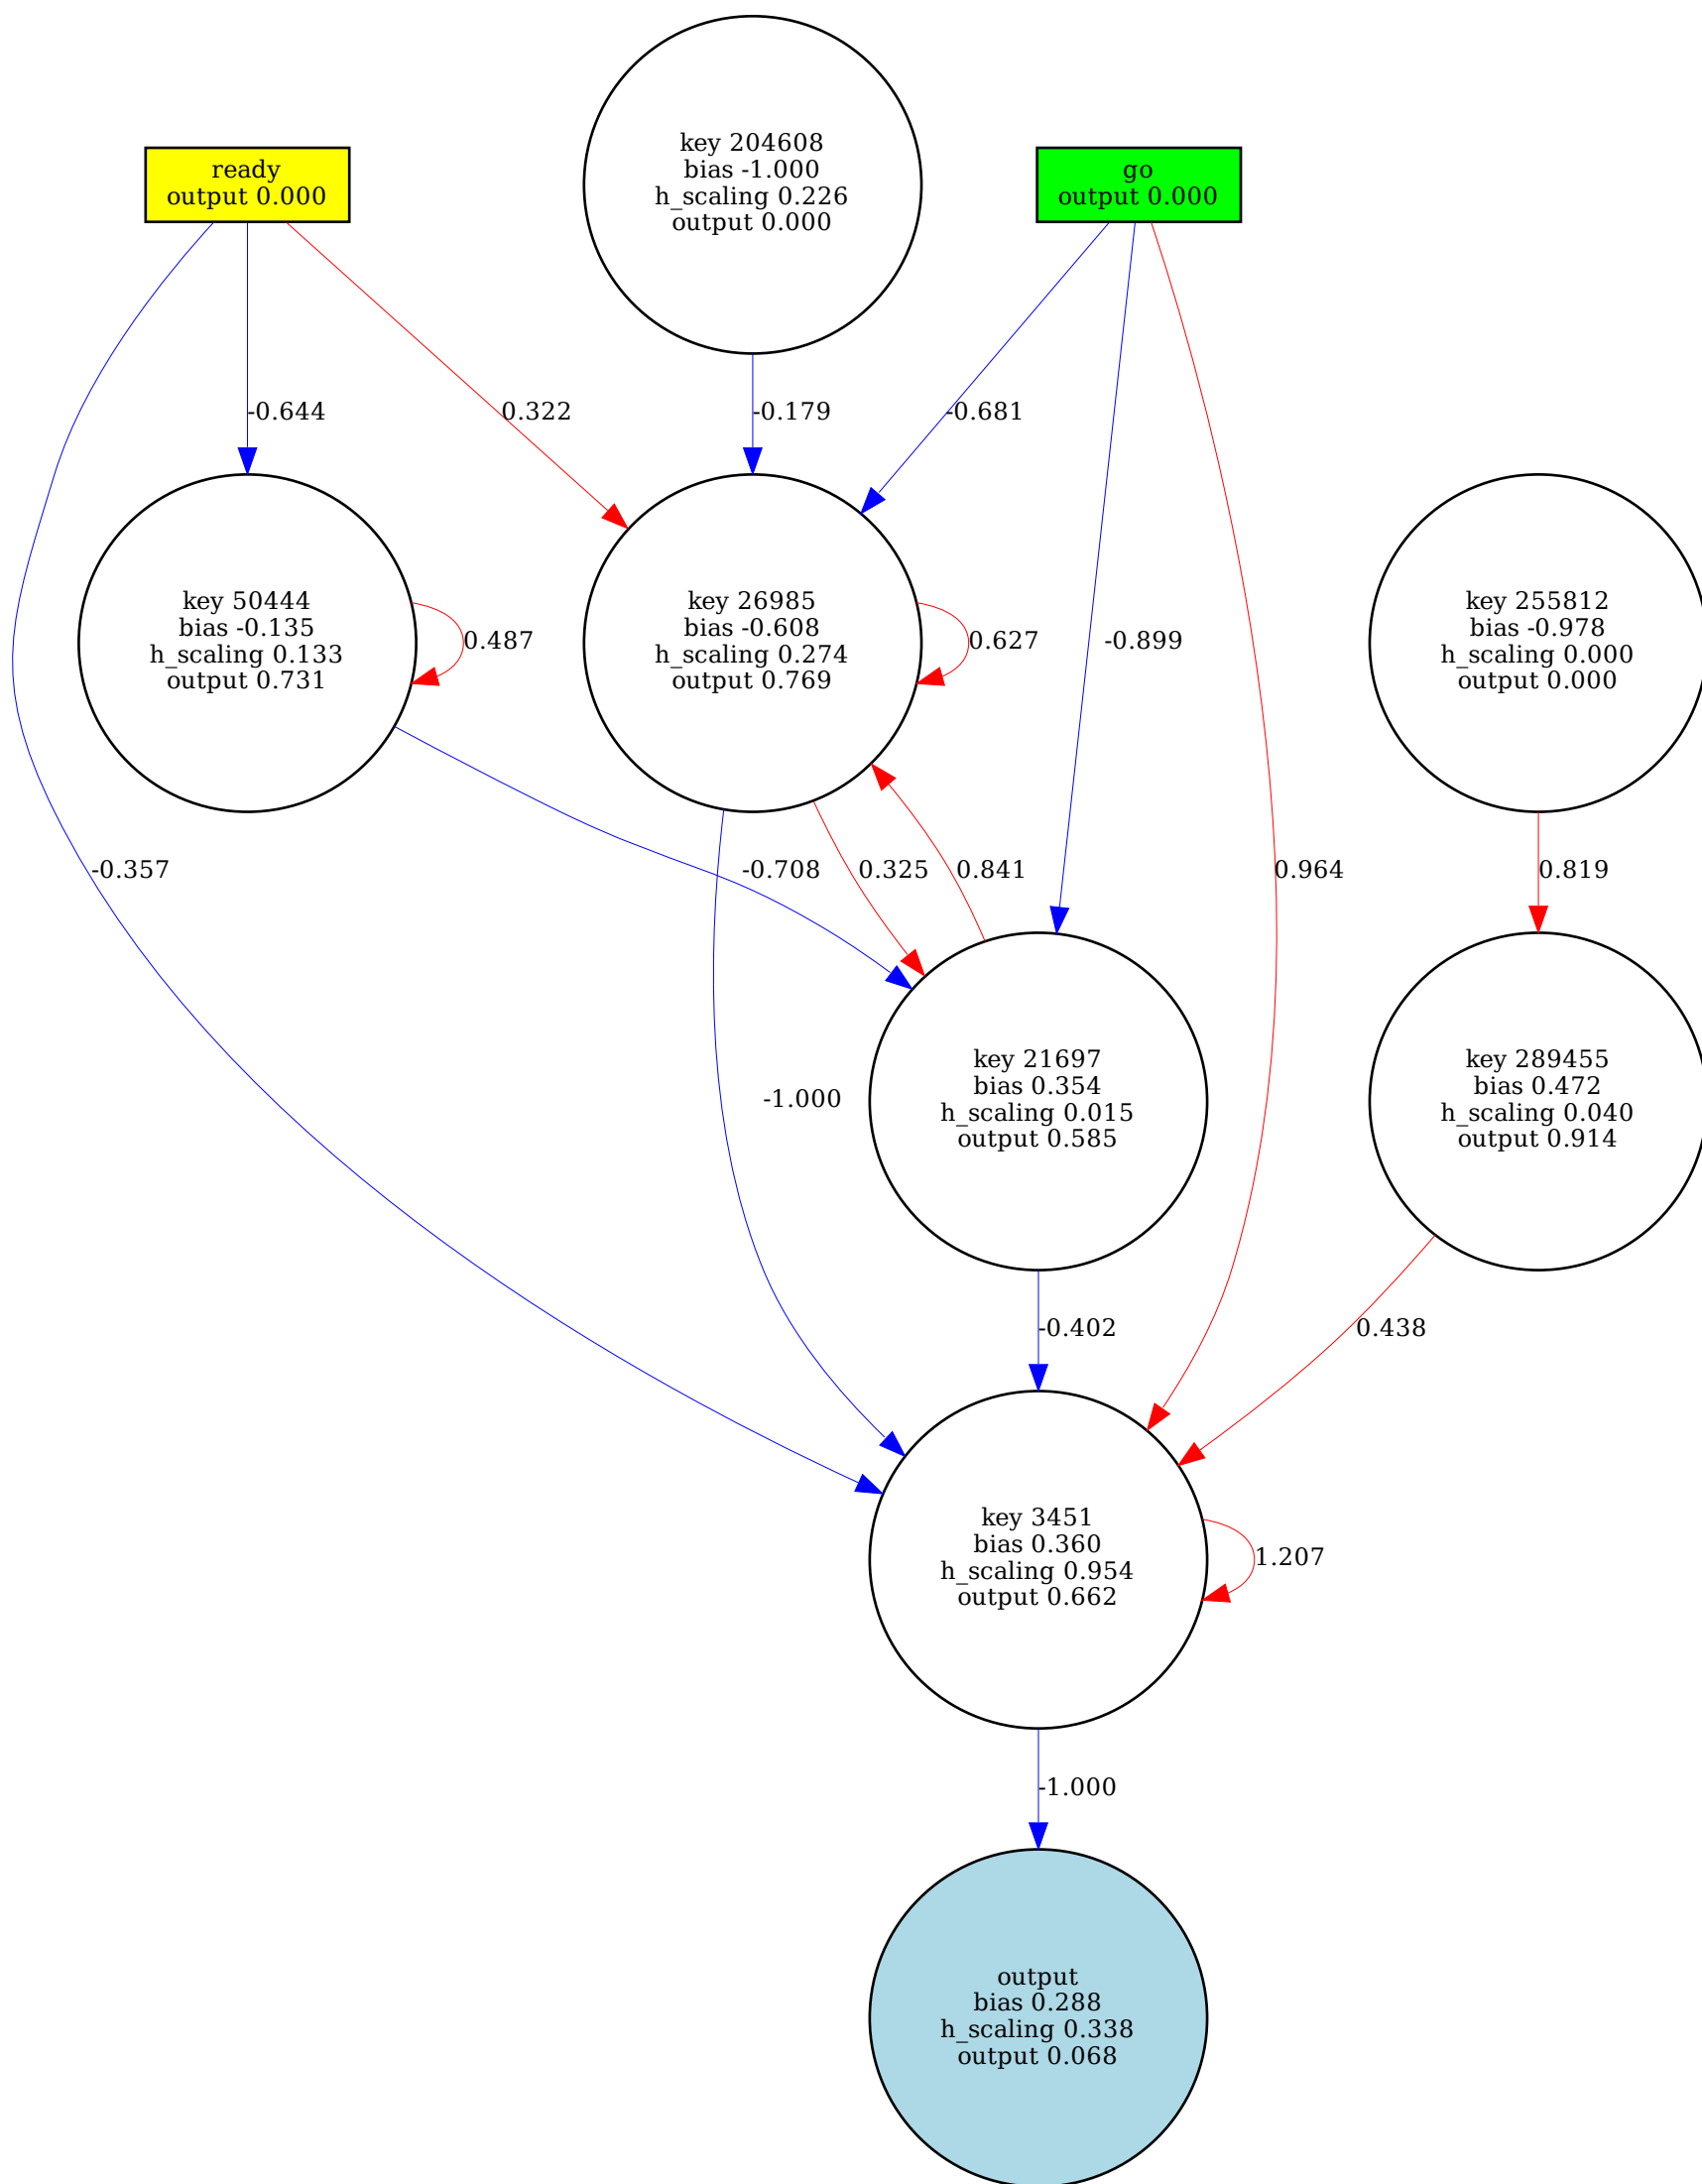 key 204608
bias -1.000
h_scaling 0.226
output 0.000
ready
output 0.000
go
output 0.000
-0.644
0.322
-0.179
-0.681
key 50444
bias -0.135
h_scaling 0.133
output 0.731
0.487
key 26985
bias -0.608
h_scaling 0.274
output 0.769
0.627
-0.899
key 255812
bias -0.978
h_scaling 0.000
output 0.000
-0.357
-0.708
0.325
0.841
0.964
0.819
-1.000
key 21697
bias 0.354
h_scaling 0.015
output 0.585
key 289455
bias 0.472
h_scaling 0.040
output 0.914
-0.402
0.438
key 3451
bias 0.360
h_scaling 0.954
output 0.662
1.207
-1.000
output
bias 0.288
h_scaling 0.338
output 0.068